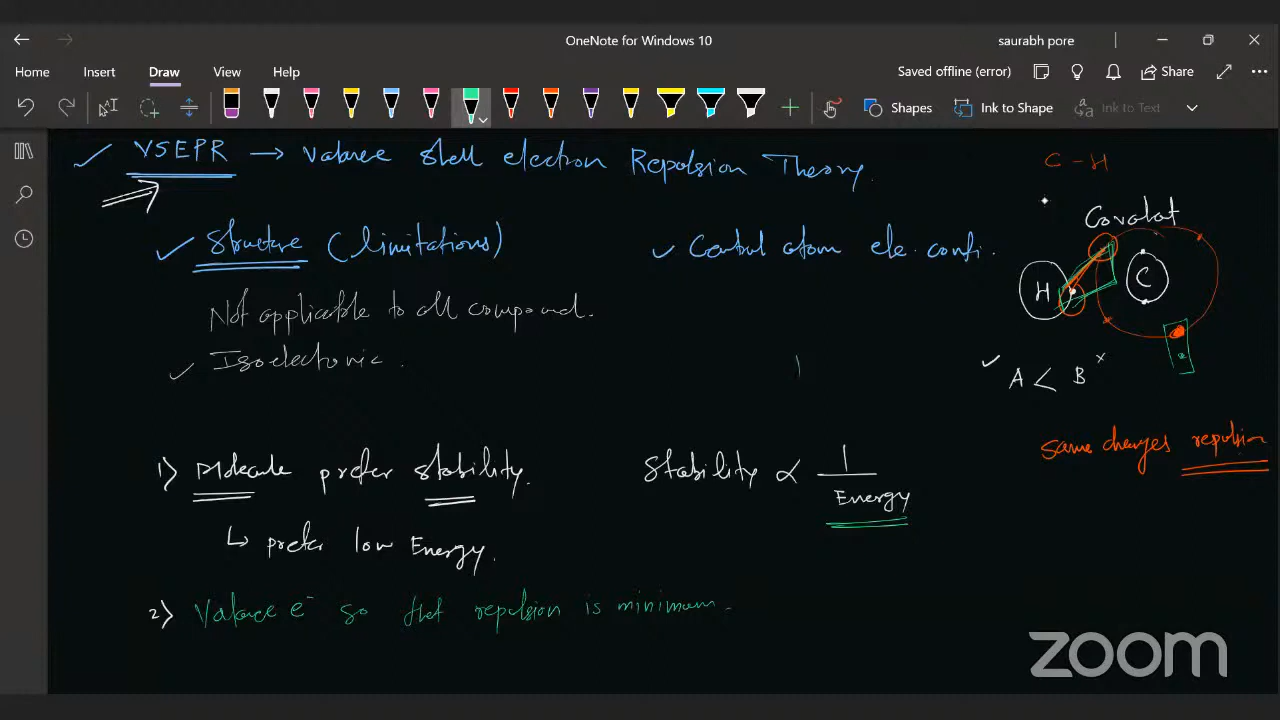 OneNote for Windows 10
saurabh pore
Home Insert Draw View Help
Saved offline (error)
Share
Shapes
Ink to Shape
Ink to Text
VSEPR → Valance Shell electron Repulsion Theory.
C - H
Structure (limitations)
Central atom ele. confi.
Covalat
H
C
Not applicable to all compound.
Isoelectronic.
A < B
same charges repulsion
1) Molecule prefer stability.
Stability ∝ 1
Energy
↳ prefer low Energy.
2) Valance e⁻ so that repulsion is minimum.
zoom